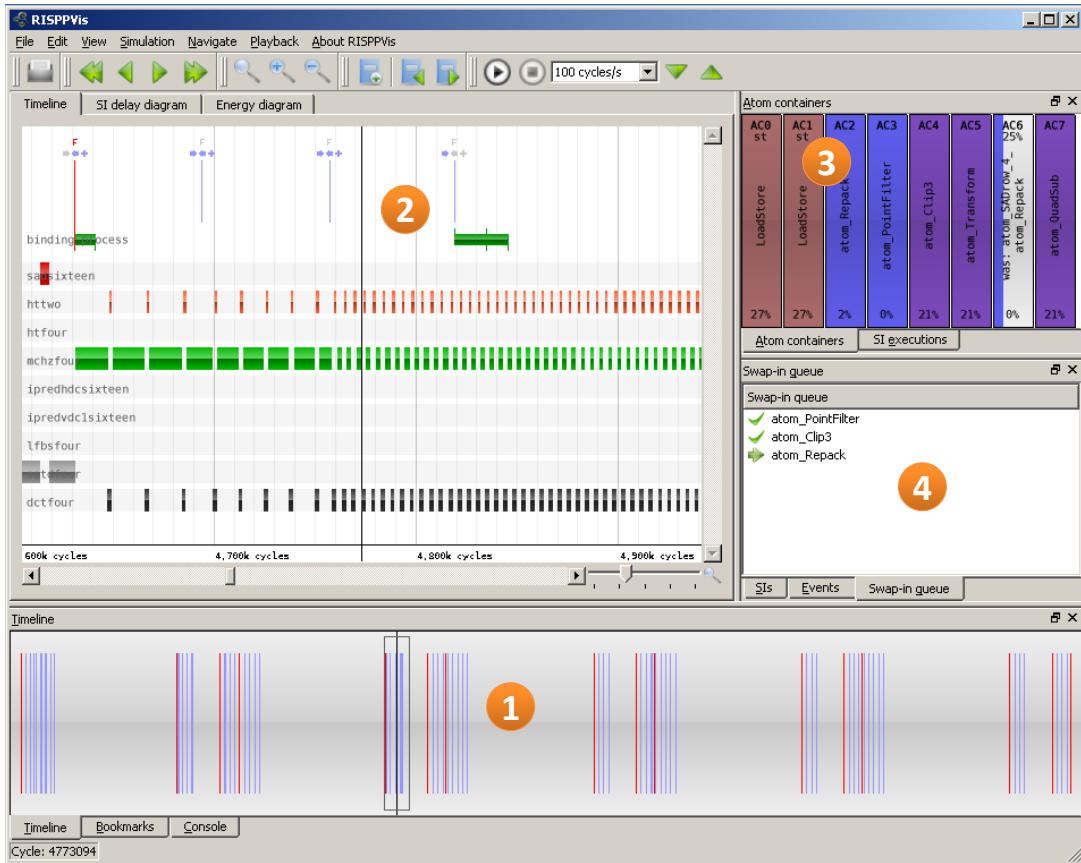 RISPPVis
File Edit View Simulation Navigate Playback About RISPPVis
100 cycles/s
Timeline SI delay diagram Energy diagram
F F F F
2
binding process
httwo
htfour
mchzfou
ipredhdcsixteen
ipredvdclsixteen
lfbsfour
dctfour
600k cycles 4,700k cycles 4,800k cycles 4,900k cycles
Atom containers
AC0 AC1 AC2 AC3 AC4 AC5 AC6 AC7
st st 25%
3
LoadStore
LoadStore
atom_Repack
atom_PointFilter
atom_Clip3
atom_Transform
was: atom_SADrow_4_
atom_Repack
atom_QuadSub
27% 27% 2% 0% 21% 21% 0% 21%
Atom containers SI executions
Swap-in queue
Swap-in queue
atom_PointFilter
atom_Clip3
atom_Repack
4
SIs Events Swap-in queue
Timeline
1
Timeline Bookmarks Console
Cycle: 4773094